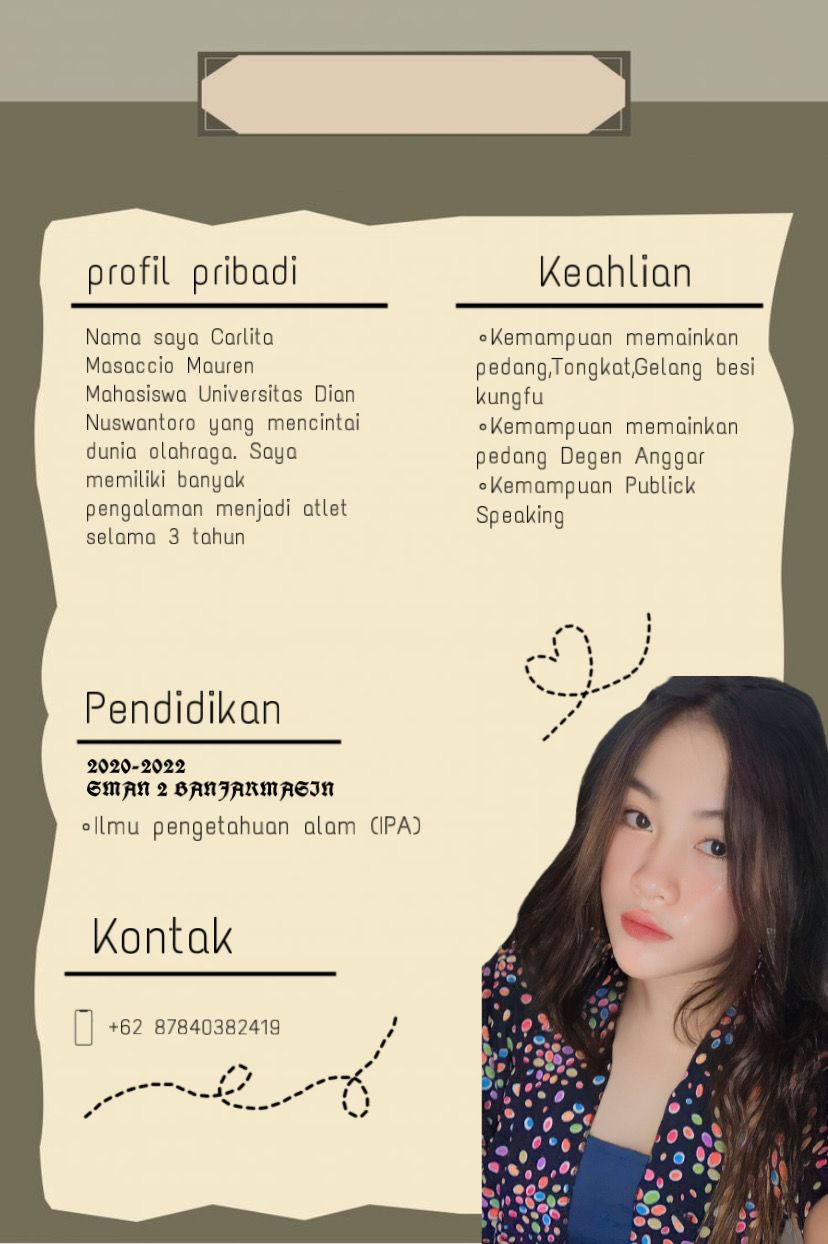 profil pribadi
Nama saya Carlita
Masaccio Mauren
Mahasiswa Universitas Dian
Nuswantoro yang mencintai
dunia olahraga. Saya
memiliki banyak
pengalaman menjadi atlet
selama 3 tahun
Keahlian
∘Kemampuan memainkan
pedang,Tongkat,Gelang besi
kungfu
∘Kemampuan memainkan
pedang Degen Anggar
∘Kemampuan Publick
Speaking
Pendidikan
2020-2022
SMAN 2 BANJARMASIN
∘Ilmu pengetahuan alam (IPA)
Kontak
+62 87840382419